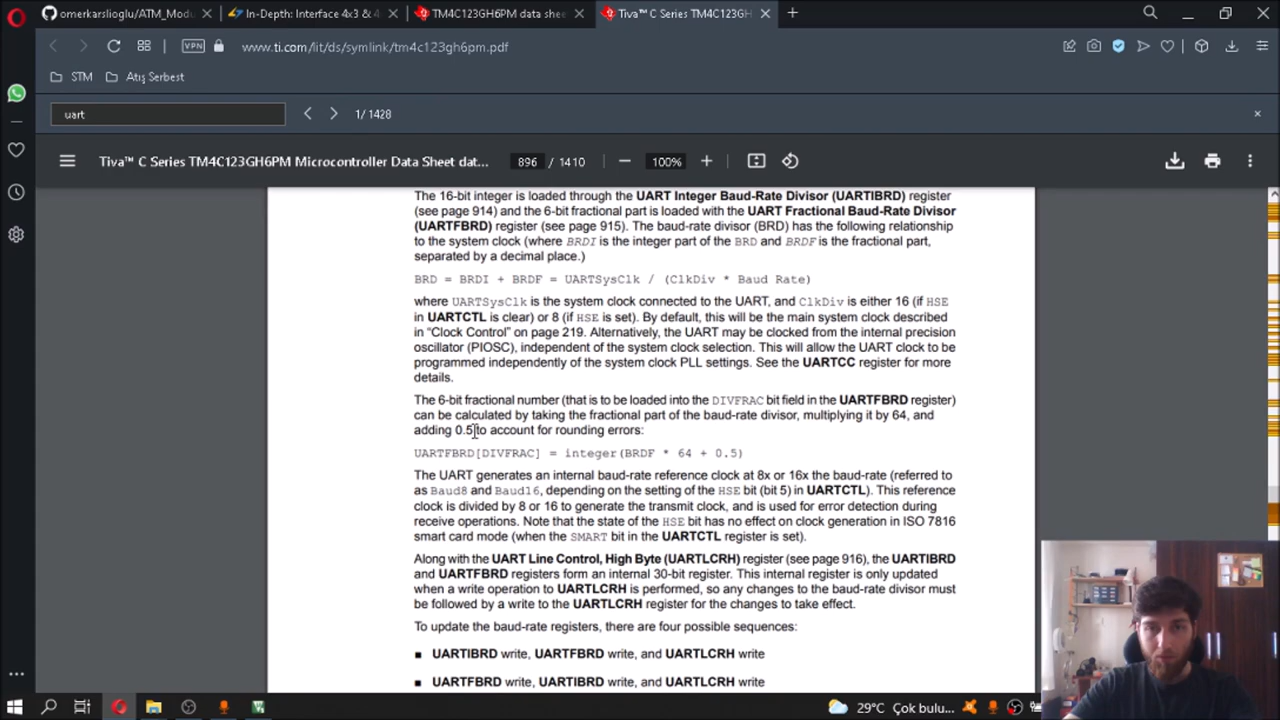 omerkarslioglu/ATM_Modu
In-Depth: Interface 4x3 & 4
TM4C123GH6PM data shee
Tiva™ C Series TM4C123GH
VPN
www.ti.com/lit/ds/symlink/tm4c123gh6pm.pdf
STM
Atış Serbest
uart
1/ 1428
Tiva™ C Series TM4C123GH6PM Microcontroller Data Sheet dat...
896 / 1410
100%
The 16-bit integer is loaded through the UART Integer Baud-Rate Divisor (UARTIBRD) register
(see page 914) and the 6-bit fractional part is loaded with the UART Fractional Baud-Rate Divisor
(UARTFBRD) register (see page 915). The baud-rate divisor (BRD) has the following relationship
to the system clock (where BRDI is the integer part of the BRD and BRDF is the fractional part,
separated by a decimal place.)
BRD = BRDI + BRDF = UARTSysClk / (ClkDiv * Baud Rate)
where UARTSysClk is the system clock connected to the UART, and ClkDiv is either 16 (if HSE
in UARTCTL is clear) or 8 (if HSE is set). By default, this will be the main system clock described
in “Clock Control” on page 219. Alternatively, the UART may be clocked from the internal precision
oscillator (PIOSC), independent of the system clock selection. This will allow the UART clock to be
programmed independently of the system clock PLL settings. See the UARTCC register for more
details.
The 6-bit fractional number (that is to be loaded into the DIVFRAC bit field in the UARTFBRD register)
can be calculated by taking the fractional part of the baud-rate divisor, multiplying it by 64, and
adding 0.5 to account for rounding errors:
UARTFBRD[DIVFRAC] = integer(BRDF * 64 + 0.5)
The UART generates an internal baud-rate reference clock at 8x or 16x the baud-rate (referred to
as Baud8 and Baud16, depending on the setting of the HSE bit (bit 5) in UARTCTL). This reference
clock is divided by 8 or 16 to generate the transmit clock, and is used for error detection during
receive operations. Note that the state of the HSE bit has no effect on clock generation in ISO 7816
smart card mode (when the SMART bit in the UARTCTL register is set).
Along with the UART Line Control, High Byte (UARTLCRH) register (see page 916), the UARTIBRD
and UARTFBRD registers form an internal 30-bit register. This internal register is only updated
when a write operation to UARTLCRH is performed, so any changes to the baud-rate divisor must
be followed by a write to the UARTLCRH register for the changes to take effect.
To update the baud-rate registers, there are four possible sequences:
■ UARTIBRD write, UARTFBRD write, and UARTLCRH write
■ UARTFBRD write, UARTIBRD write, and UARTLCRH write
29°C Çok bulu...